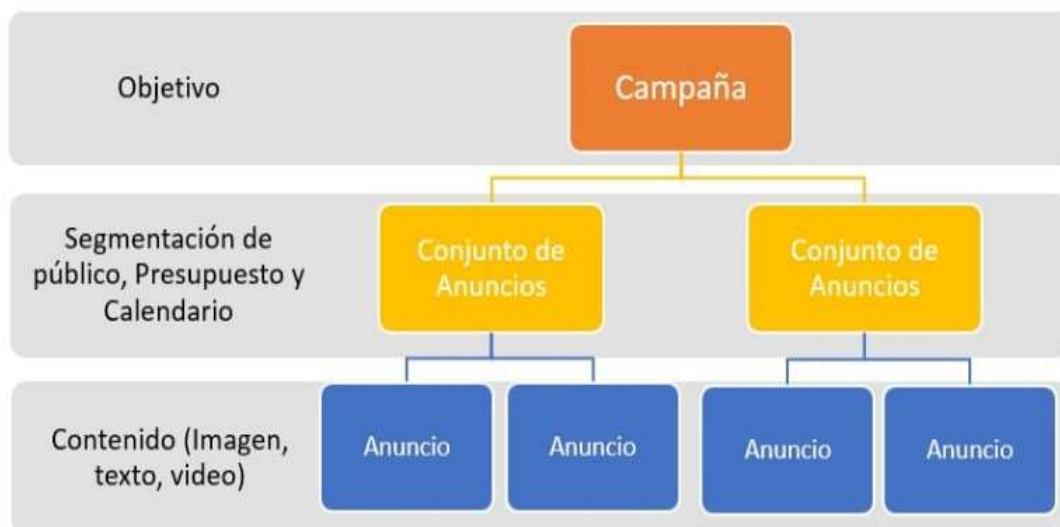 Objetivo
Campaña
Segmentación de
público, Presupuesto y
Calendario
Conjunto de
Anuncios
Conjunto de
Anuncios
Contenido (Imagen,
texto, video)
Anuncio
Anuncio
Anuncio
Anuncio